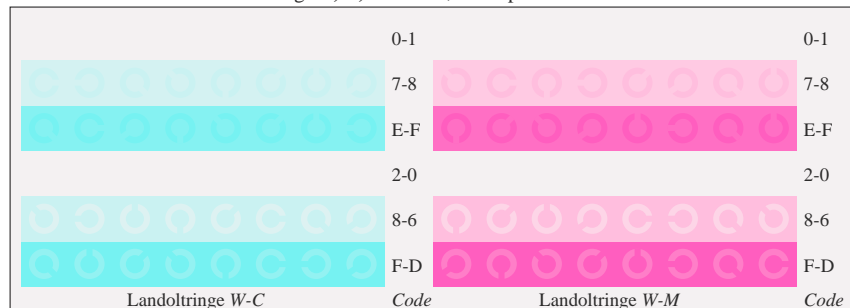 0-1 0-1
7-8 7-8
E-F E-F
2-0 2-0
8-6 8-6
F-D F-D
Landoltringe W-C Code Landoltringe W-M Code